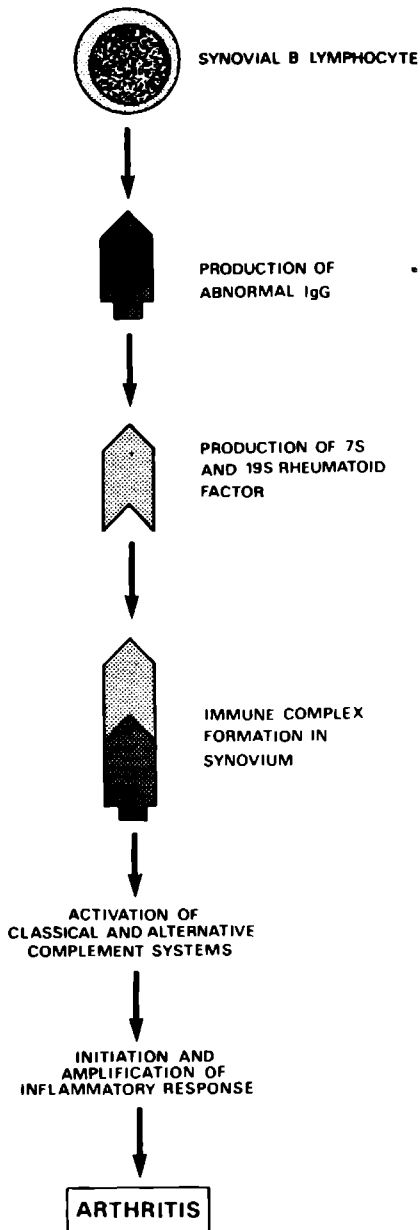 SYNOVIAL B LYMPHOCYTE
PRODUCTION OF
ABNORMAL IgG
PRODUCTION OF 7S
AND 19S RHEUMATOID
FACTOR
IMMUNE COMPLEX
FORMATION IN
SYNOVIUM
ACTIVATION OF
CLASSICAL AND ALTERNATIVE
COMPLEMENT SYSTEMS
INITIATION AND
AMPLIFICATION OF
INFLAMMATORY RESPONSE
ARTHRITIS